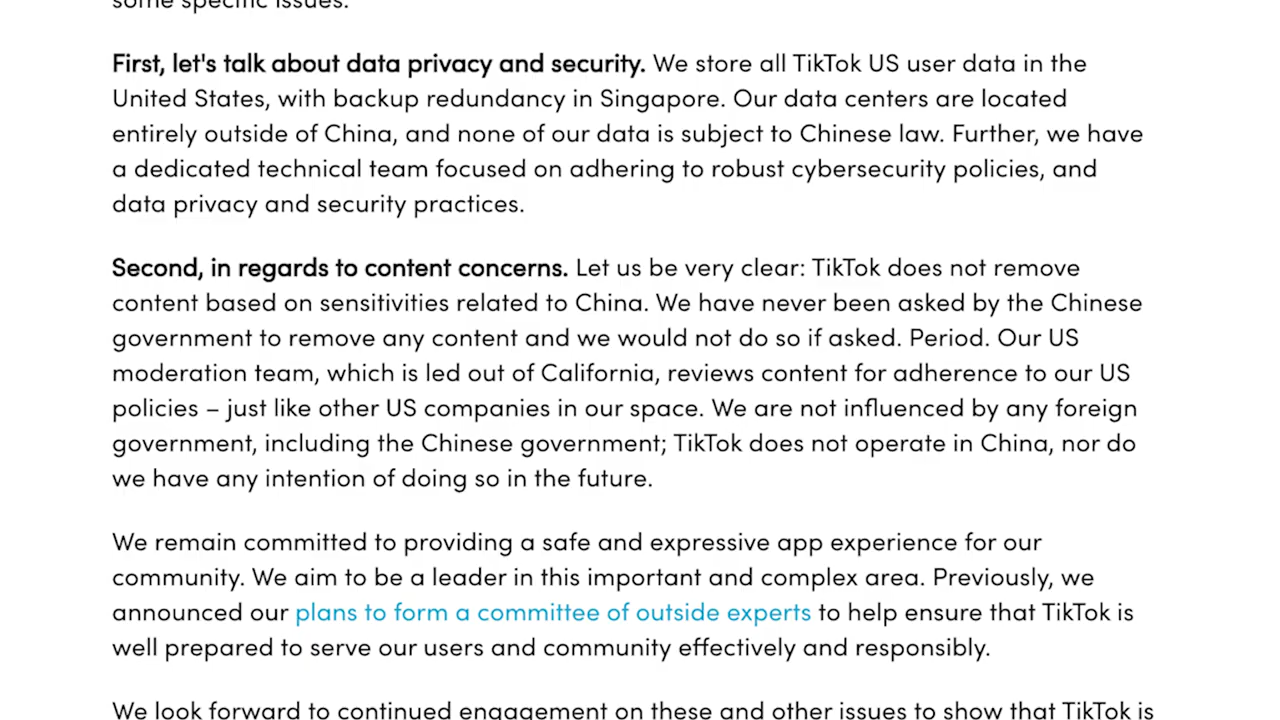 some specific issues.
First, let's talk about data privacy and security. We store all TikTok US user data in the
United States, with backup redundancy in Singapore. Our data centers are located
entirely outside of China, and none of our data is subject to Chinese law. Further, we have
a dedicated technical team focused on adhering to robust cybersecurity policies, and
data privacy and security practices.
Second, in regards to content concerns. Let us be very clear: TikTok does not remove
content based on sensitivities related to China. We have never been asked by the Chinese
government to remove any content and we would not do so if asked. Period. Our US
moderation team, which is led out of California, reviews content for adherence to our US
policies – just like other US companies in our space. We are not influenced by any foreign
government, including the Chinese government; TikTok does not operate in China, nor do
we have any intention of doing so in the future.
We remain committed to providing a safe and expressive app experience for our
community. We aim to be a leader in this important and complex area. Previously, we
announced our plans to form a committee of outside experts to help ensure that TikTok is
well prepared to serve our users and community effectively and responsibly.
We look forward to continued engagement on these and other issues to show that TikTok is